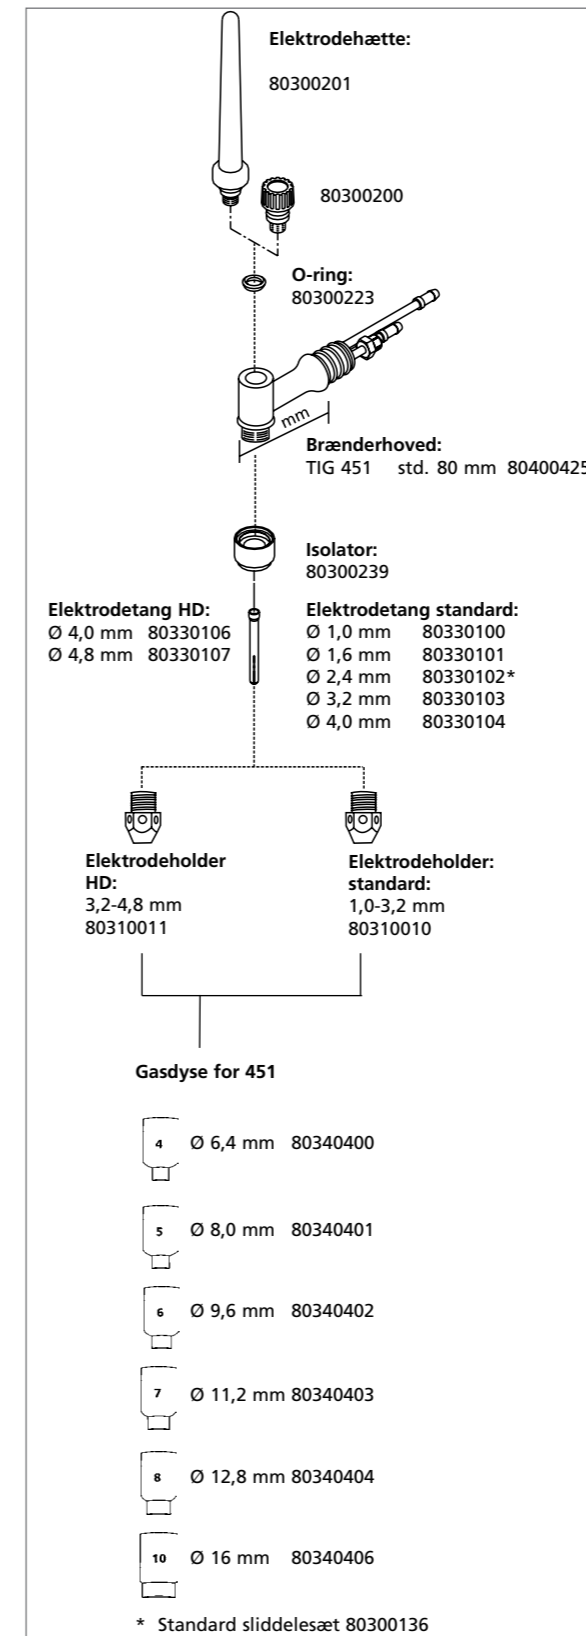 Elektrodehætte:
80300201
80300200
O-ring:
80300223
mm
Brænderhoved:
TIG 451 std. 80 mm 80400425
Isolator:
80300239
Elektrodetang HD:
Ø 4,0 mm 80330106
Ø 4,8 mm 80330107
Elektrodetang standard:
Ø 1,0 mm 80330100
Ø 1,6 mm 80330101
Ø 2,4 mm 80330102*
Ø 3,2 mm 80330103
Ø 4,0 mm 80330104
Elektrodeholder
HD:
3,2-4,8 mm
80310011
Elektrodeholder:
standard:
1,0-3,2 mm
80310010
Gasdyse for 451
4 Ø 6,4 mm 80340400
5 Ø 8,0 mm 80340401
6 Ø 9,6 mm 80340402
7 Ø 11,2 mm 80340403
8 Ø 12,8 mm 80340404
10 Ø 16 mm 80340406
* Standard sliddelesæt 80300136